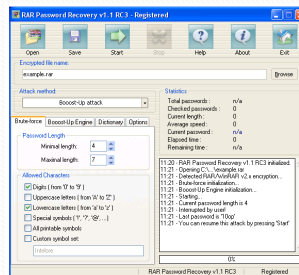 RAR Password Recovery v1.1 RC3 - Registered
Open Save Start Stop Help About Exit
Encrypted file name:
example.rar
Browse
Attack method:
Booost-Up attack
Brute-force Booost-Up Engine Dictionary Options
Password Length
Minimal length: 4
Maximal length: 7
Allowed Characters
Digits ( from '0' to '9' )
Uppercase letters ( from 'A' to 'Z' )
Lowercase letters ( from 'a' to 'z' )
Special symbols ( '!', '?', '@', ...)
All printable symbols
Custom symbol set:
Statistics
Total passwords : n/a
Checked passwords : 0
Current length : 4
Average speed : 0
Current password : n/a
Elapsed time : 0
Remaining time : n/a
11:20 - RAR Password Recovery v1.1 RC3 initialized.
11:21 - Opening C:\...\example.rar
11:21 - Detected RAR/WinRAR v2.x encryption...
11:21 - Brute-force initialization...
11:21 - Booost-Up Engine initialization...
11:21 - Starting...
11:21 - Current password length is 4
11:21 - Interrupted by user!
11:21 - Last password is '10op'
11:21 - You can resume this attack by pressing 'Start'
0%
RAR Password Recovery v1.1 RC3 Registered